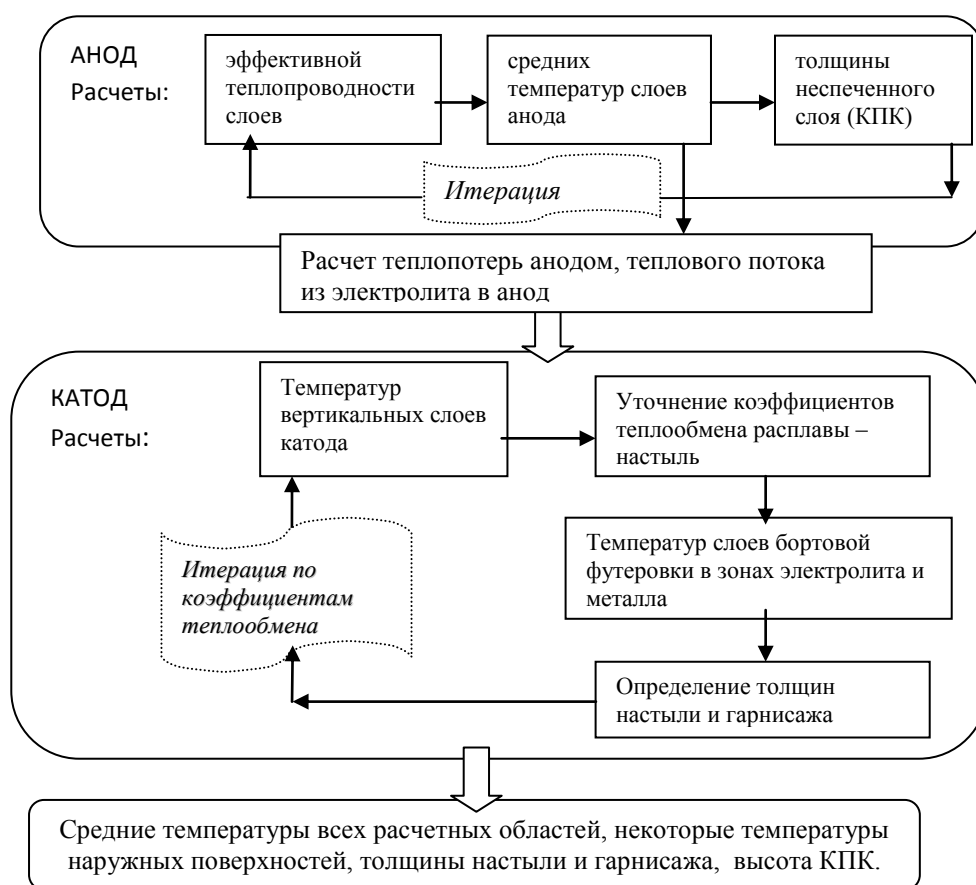 АНОД
Расчеты:
эффективной
теплопроводности
слоев
средних
температур слоев
анода
толщины
неспеченного
слоя (КПК)
Итерация
Расчет теплопотерь анодом, теплового потока
из электролита в анод
КАТОД
Расчеты:
Температур
вертикальных слоев
катода
Уточнение коэффициентов
теплообмена расплавы –
настыль
Температур слоев бортовой
футеровки в зонах электролита и
металла
Итерация по
коэффициентам
теплообмена
Определение толщин
настыли и гарнисажа
Средние температуры всех расчетных областей, некоторые температуры
наружных поверхностей, толщины настыли и гарнисажа, высота КПК.